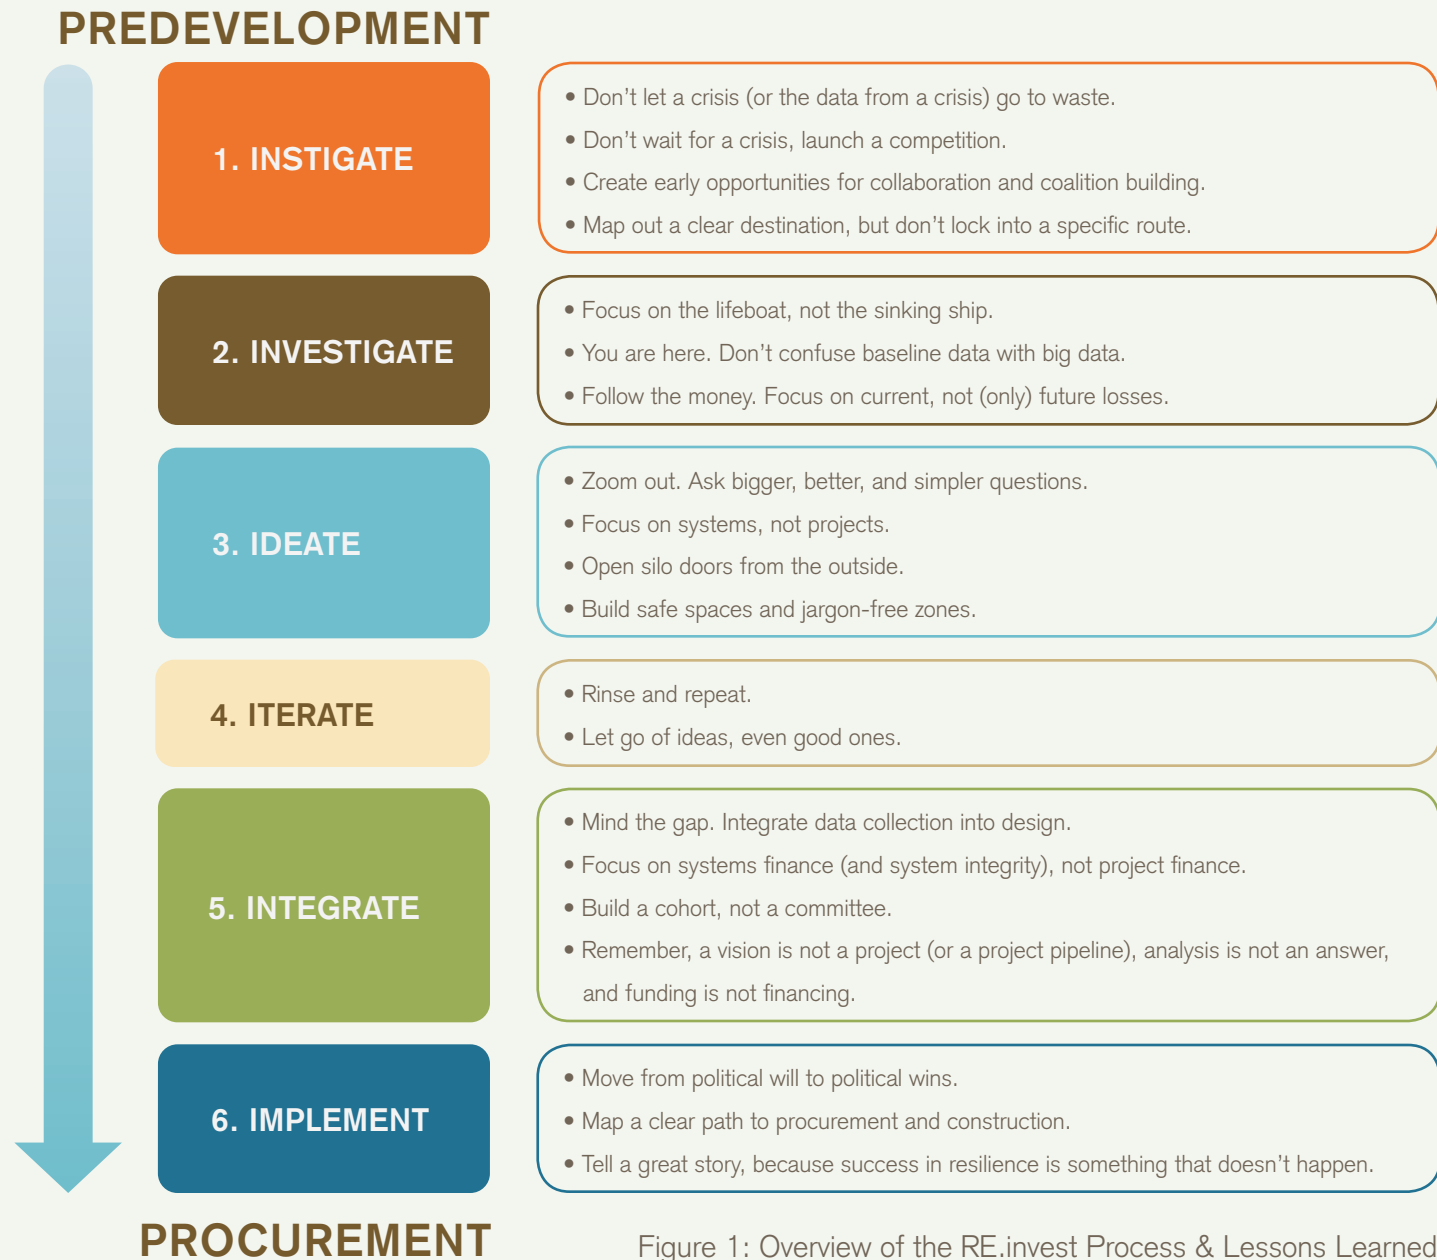 PREDEVELOPMENT
1. INSTIGATE
• Don’t let a crisis (or the data from a crisis) go to waste.
• Don’t wait for a crisis, launch a competition.
• Create early opportunities for collaboration and coalition building.
• Map out a clear destination, but don’t lock into a specific route.
2. INVESTIGATE
• Focus on the lifeboat, not the sinking ship.
• You are here. Don’t confuse baseline data with big data.
• Follow the money. Focus on current, not (only) future losses.
3. IDEATE
• Zoom out. Ask bigger, better, and simpler questions.
• Focus on systems, not projects.
• Open silo doors from the outside.
• Build safe spaces and jargon-free zones.
4. ITERATE
• Rinse and repeat.
• Let go of ideas, even good ones.
5. INTEGRATE
• Mind the gap. Integrate data collection into design.
• Focus on systems finance (and system integrity), not project finance.
• Build a cohort, not a committee.
• Remember, a vision is not a project (or a project pipeline), analysis is not an answer,
and funding is not financing.
6. IMPLEMENT
• Move from political will to political wins.
• Map a clear path to procurement and construction.
• Tell a great story, because success in resilience is something that doesn’t happen.
PROCUREMENT
Figure 1: Overview of the RE.invest Process & Lessons Learned